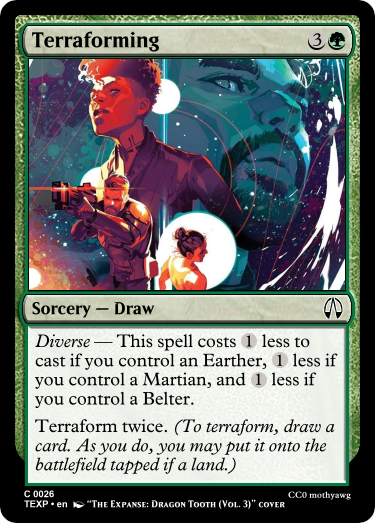 Terraforming 3
Sorcery — Draw
Diverse — This spell costs 1 less to
cast if you control an Earther, 1 less if
you control a Martian, and 1 less if
you control a Belter.
Terraform twice. (To terraform, draw a
card. As you do, you may put it onto the
battlefield tapped if a land.)
C 0026
TEXP • en "THE EXPANSE: DRAGON TOOTH (VOL. 3)" COVER
CC0 mothyawg